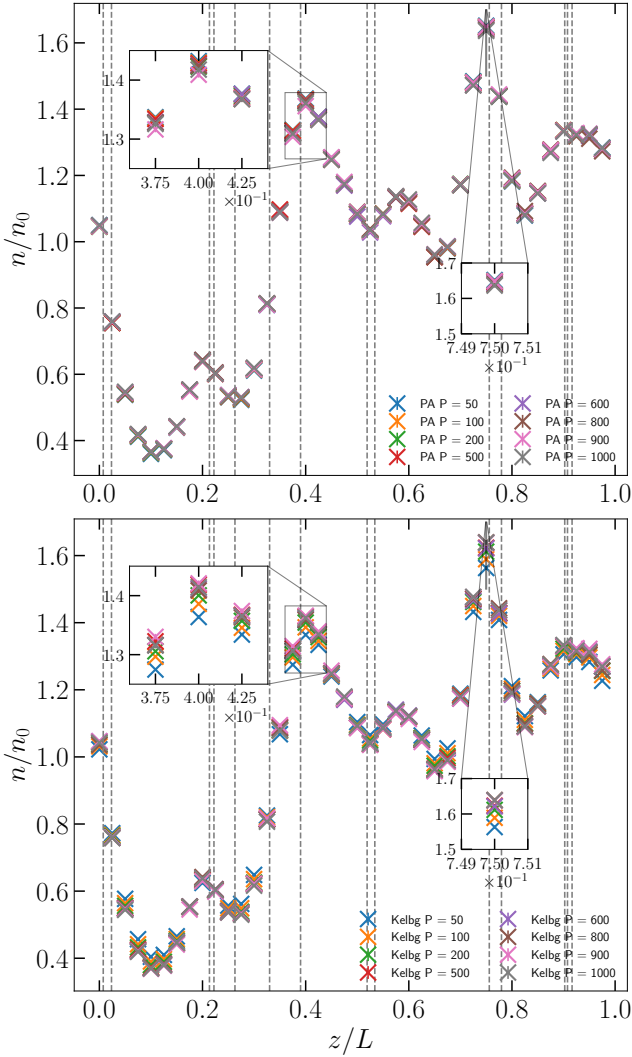 1.6
1.4
1.2
1.0
0.8
0.6
0.4
n/n₀
1.4
1.3
3.75 4.00 4.25
×10⁻¹
1.7
1.6
1.5
7.49 7.50 7.51
×10⁻¹
PA P = 50 PA P = 600
PA P = 100 PA P = 800
PA P = 200 PA P = 900
PA P = 500 PA P = 1000
0.0 0.2 0.4 0.6 0.8 1.0
1.6
1.4
1.2
1.0
0.8
0.6
0.4
n/n₀
1.4
1.3
3.75 4.00 4.25
×10⁻¹
1.7
1.6
1.5
7.49 7.50 7.51
×10⁻¹
Kelbg P = 50 Kelbg P = 600
Kelbg P = 100 Kelbg P = 800
Kelbg P = 200 Kelbg P = 900
Kelbg P = 500 Kelbg P = 1000
0.0 0.2 0.4 0.6 0.8 1.0
z/L